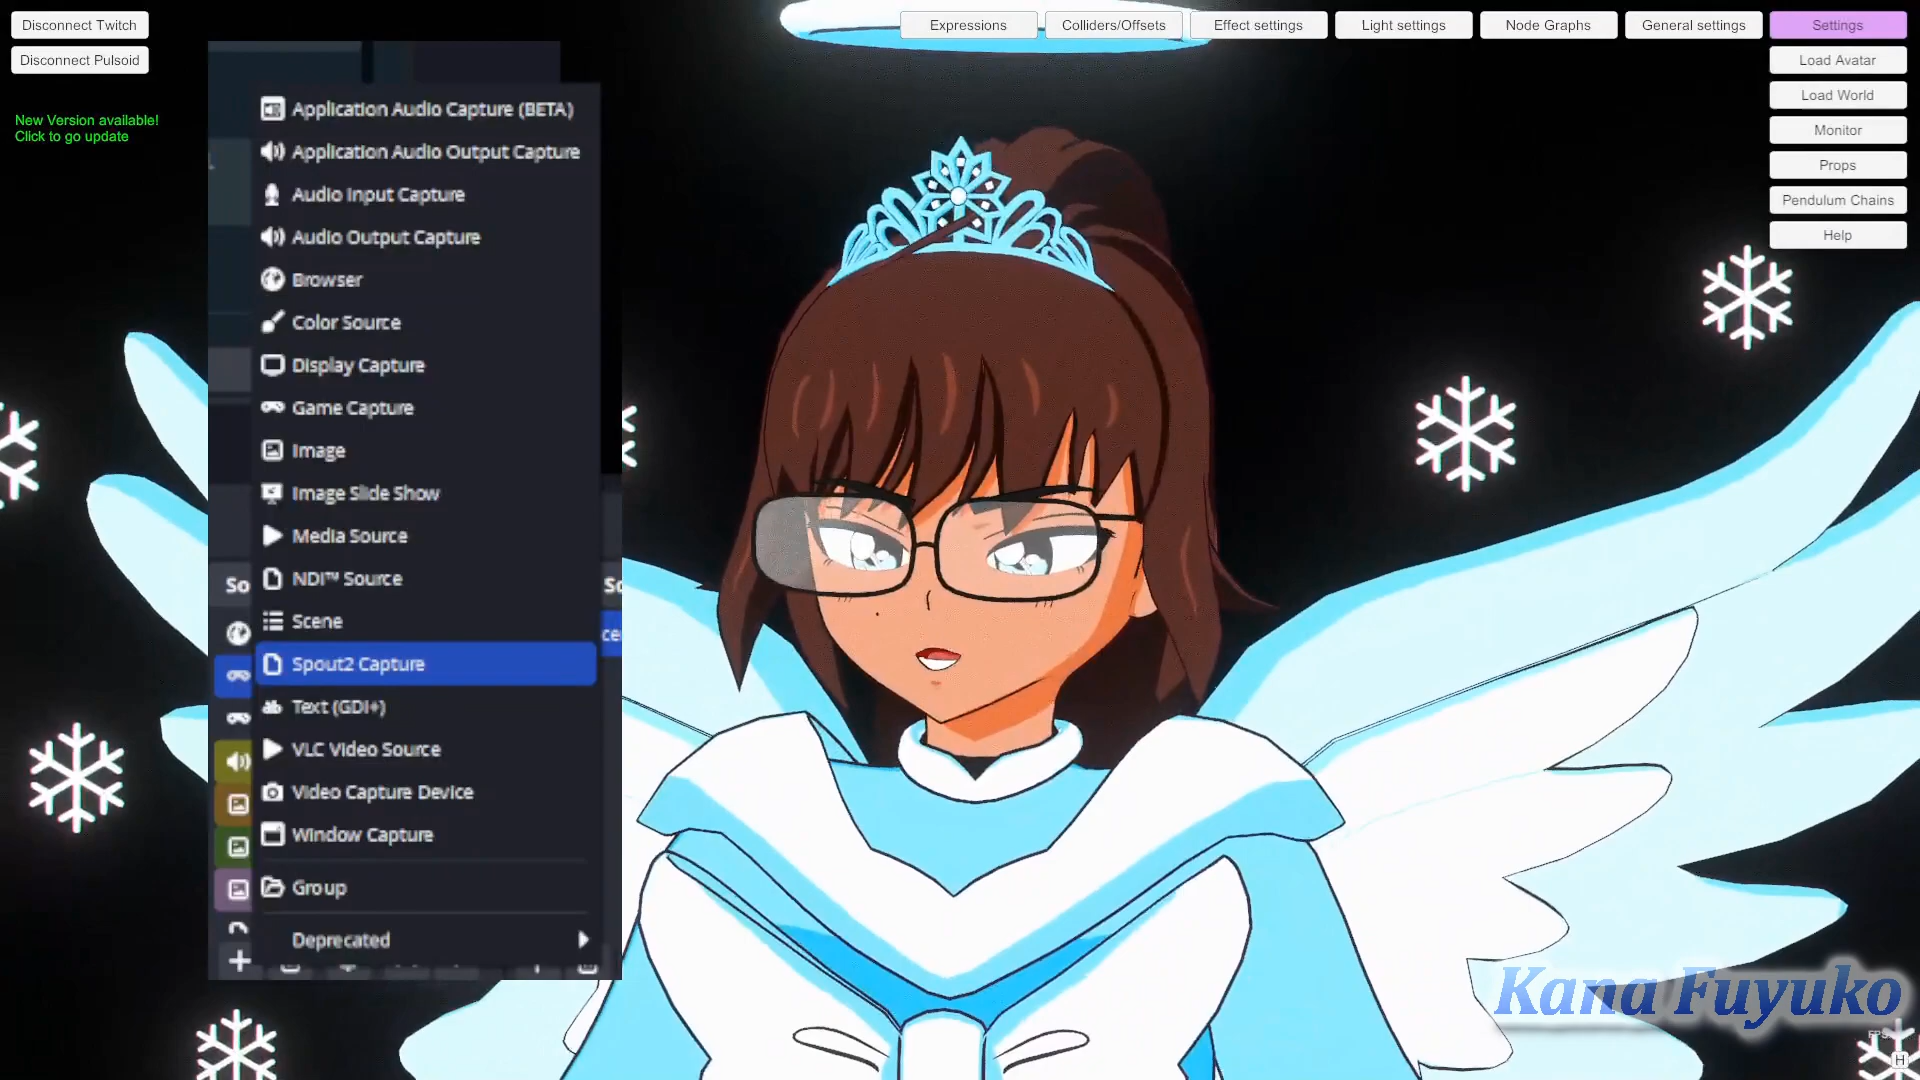 Disconnect Twitch
Disconnect Pulsoid
New Version available!
Click to go update
Expressions
Colliders/Offsets
Effect settings
Light settings
Node Graphs
General settings
Settings
Load Avatar
Load World
Monitor
Props
Pendulum Chains
Help
Application Audio Capture (BETA)
Application Audio Output Capture
Audio Input Capture
Audio Output Capture
Browser
Color Source
Display Capture
Game Capture
Image
Image Slide Show
Media Source
NDI™ Source
Scene
Spout2 Capture
Text (GDI+)
VLC Video Source
Video Capture Device
Window Capture
Group
Deprecated
So
Sc
ce
Kana Fuyuko
FPS
H